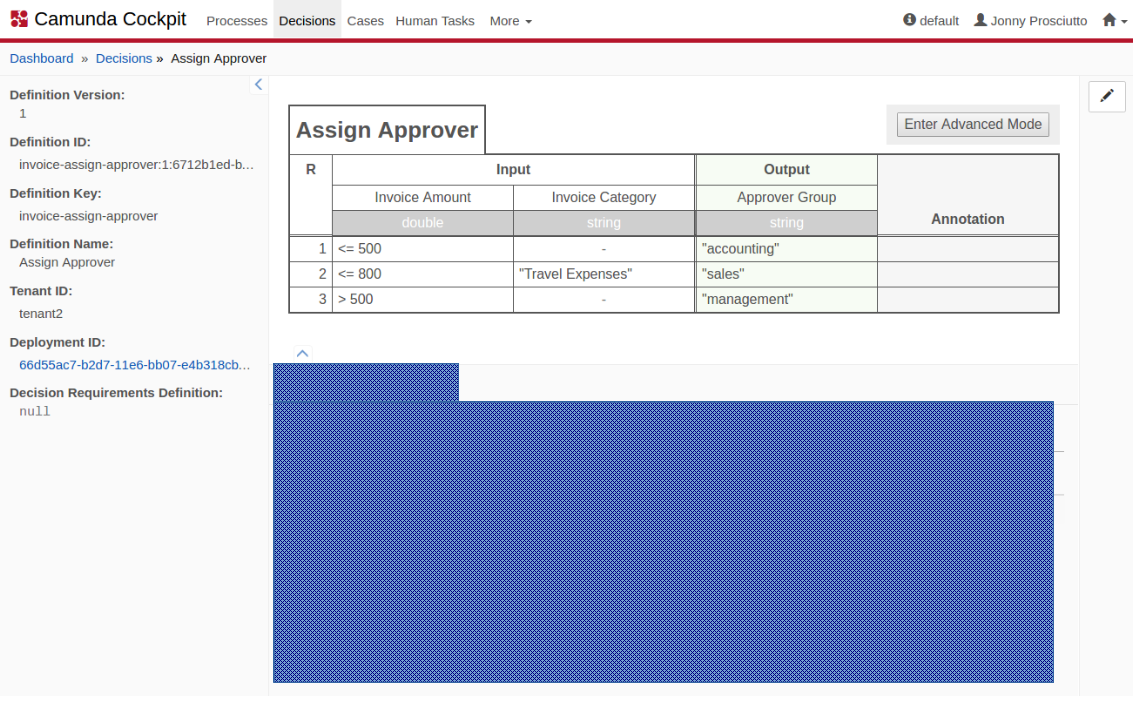 Camunda Cockpit Processes Decisions Cases Human Tasks More default Jonny Prosciutto
Dashboard » Decisions » Assign Approver
Definition Version:
1
Definition ID:
invoice-assign-approver:1:6712b1ed-b...
Definition Key:
invoice-assign-approver
Definition Name:
Assign Approver
Tenant ID:
tenant2
Deployment ID:
66d55ac7-b2d7-11e6-bb07-e4b318cb...
Decision Requirements Definition:
null
Assign Approver
Enter Advanced Mode
R Input Output
Invoice Amount Invoice Category Approver Group
double string string Annotation
1 <= 500 - "accounting"
2 <= 800 "Travel Expenses" "sales"
3 > 500 - "management"